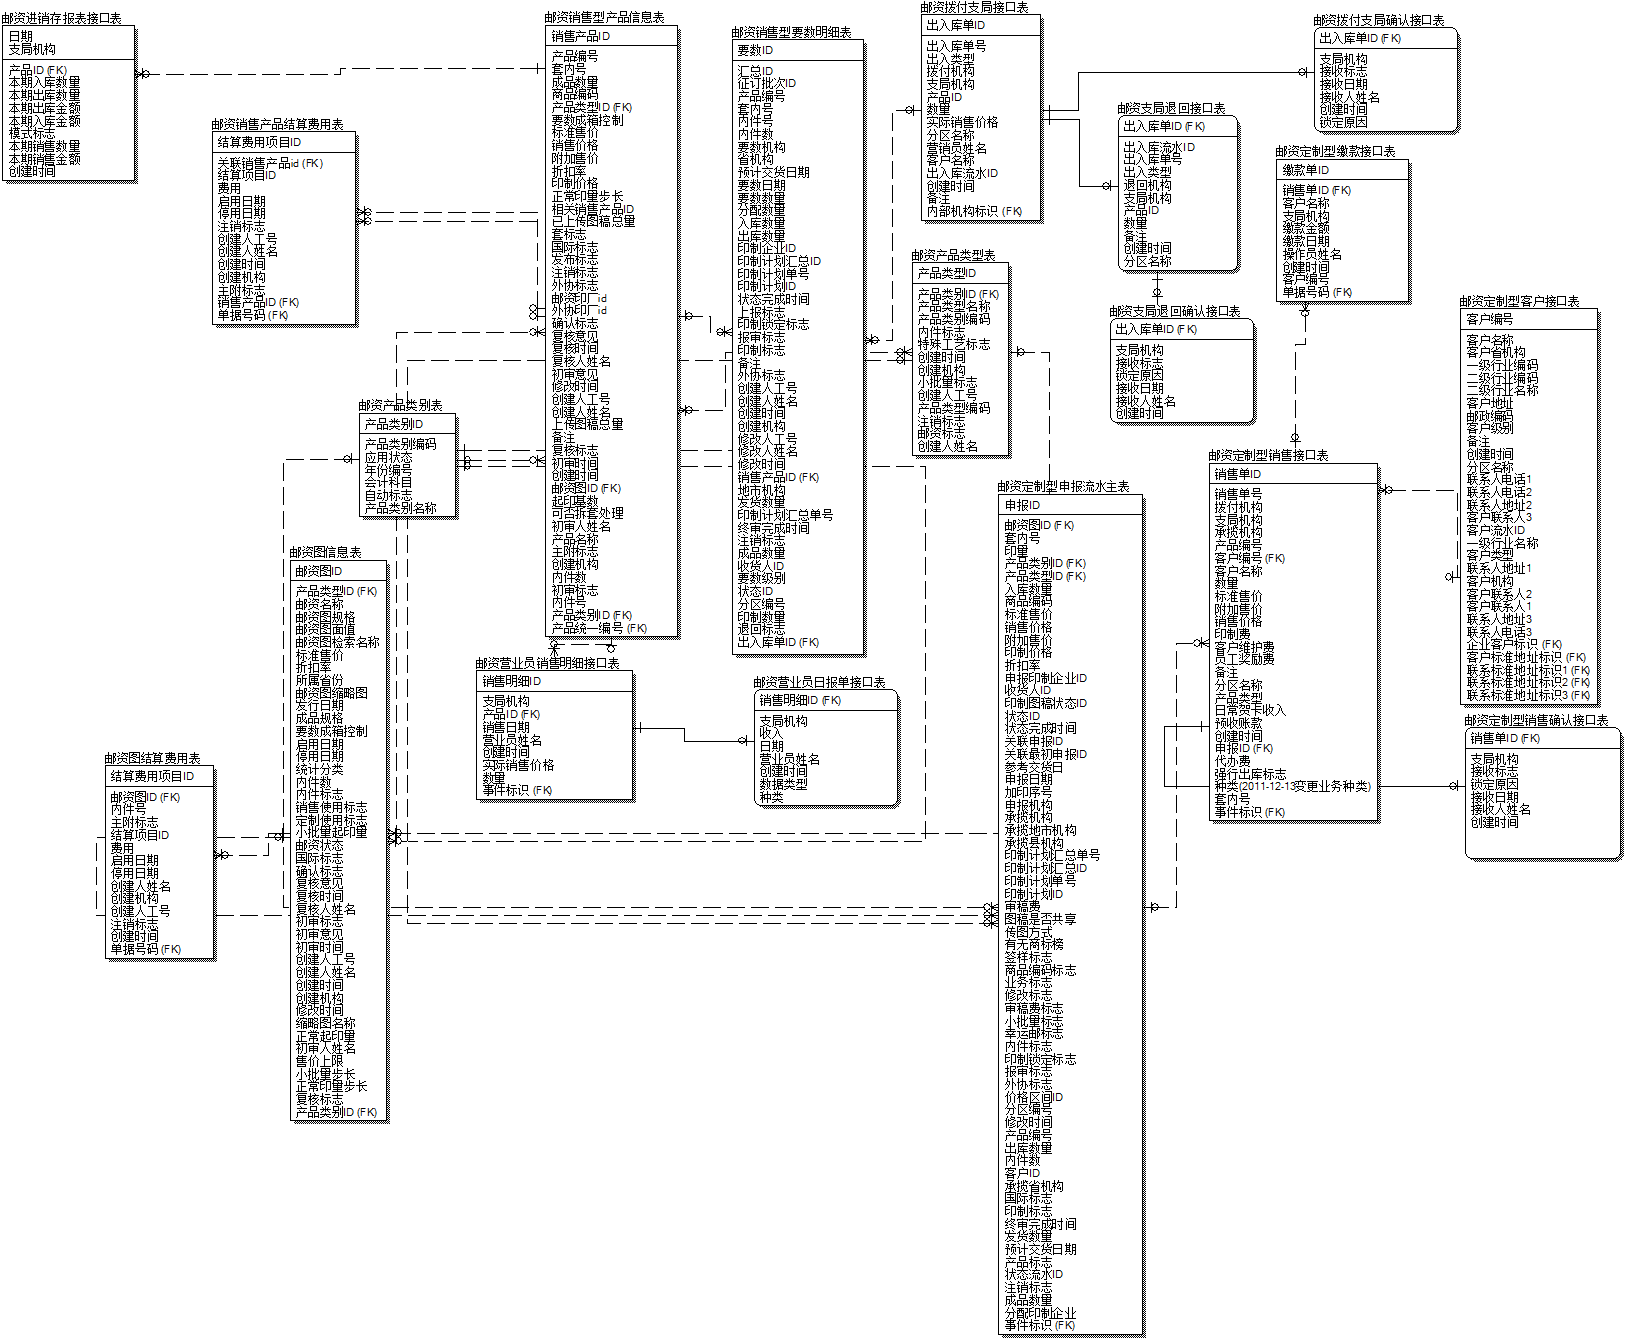 邮资进销存报表接口表
日期
支局机构
产品ID (FK)
本期入库数量
本期出库数量
本期出库金额
本期入库金额
模式标志
本期销售数量
本期销售金额
创建时间
邮资销售产品结算费用表
结算费用项目ID
关联销售产品id (FK)
结算项目ID
费用
启用日期
停用日期
注销标志
创建人工号
创建人姓名
创建时间
创建机构
主附标志
销售产品ID (FK)
单据号码 (FK)
邮资销售型产品信息表
销售产品ID
产品编号
套内号
成品数量
商品编码
产品类型ID (FK)
要数成箱控制
标准售价
销售价格
附加售价
折扣率
印制价格
正常印量步长
相关销售产品ID
已上传图稿总量
套标志
国际标志
发布标志
注销标志
外协标志
邮资印厂id
外协印厂id
确认标志
复核意见
复核时间
复核人姓名
初审意见
修改时间
创建人工号
创建人姓名
上传图稿总量
备注
复核标志
初审时间
创建时间
邮资图ID (FK)
起印基数
可否拆套处理
初审人姓名
产品名称
主附标志
创建机构
内件数
初审标志
内件号
产品类别ID (FK)
产品统一编号 (FK)
邮资销售型要数明细表
要数ID
汇总ID
征订批次ID
产品编号
套内号
内件号
内件数
要数机构
省机构
预计交货日期
要数日期
要数数量
分配数量
入库数量
出库数量
印制企业ID
印制计划汇总ID
印制计划单号
印制计划ID
状态完成时间
上报标志
印制锁定标志
报审标志
印制标志
备注
外协标志
创建人工号
创建人姓名
创建时间
创建机构
修改人工号
修改人姓名
修改时间
销售产品ID (FK)
地市机构
发货数量
印制计划汇总单号
终审完成时间
注销标志
成品数量
收货人ID
要数级别
状态ID
分区编号
印制数量
退回标志
出入库单ID (FK)
邮资拨付支局接口表
出入库单ID
出入库单号
出入类型
拨付机构
支局机构
产品ID
数量
实际销售价格
分区名称
营销员姓名
客户名称
出入库流水ID
创建时间
备注
内部机构标识 (FK)
邮资拨付支局确认接口表
出入库单ID (FK)
支局机构
接收标志
接收日期
接收人姓名
创建时间
锁定原因
邮资支局退回接口表
出入库单ID (FK)
出入库流水ID
出入库单号
出入类型
退回机构
支局机构
产品ID
数量
备注
创建时间
分区名称
邮资支局退回确认接口表
出入库单ID (FK)
支局机构
接收标志
锁定原因
接收日期
接收人姓名
创建时间
邮资定制型缴款接口表
缴款单ID
销售单ID (FK)
客户名称
支局机构
缴款金额
缴款日期
操作员姓名
创建时间
客户编号
单据号码 (FK)
邮资产品类型表
产品类型ID
产品类别ID (FK)
产品类型名称
产品类别编码
内件标志
特殊工艺标志
创建时间
创建机构
小批量标志
创建人工号
产品类型编码
注销标志
邮资标志
创建人姓名
邮资定制型客户接口表
客户编号
客户名称
客户省机构
一级行业编码
二级行业编码
二级行业名称
客户地址
邮政编码
客户级别
备注
创建时间
分区名称
联系人电话1
联系人电话2
联系人地址2
客户联系人3
客户流水ID
一级行业名称
客户类型
联系人地址1
客户机构
客户联系人2
客户联系人1
联系人地址3
联系人电话3
企业客户标识 (FK)
客户标准地址标识 (FK)
联系标准地址标识1 (FK)
联系标准地址标识2 (FK)
联系标准地址标识3 (FK)
邮资产品类别表
产品类别ID
产品类别编码
应用状态
年份编号
会计科目
自动标志
产品类别名称
邮资定制型销售接口表
销售单ID
销售单号
拨付机构
支局机构
承揽机构
产品编号
客户编号 (FK)
客户名称
数量
标准售价
附加售价
销售价格
印制费
客户维护费
员工奖励费
备注
分区名称
产品类型
日常贺卡收入
预收账款
创建时间
申报ID (FK)
代办费
强行出库标志
种类(2011-12-13变更业务种类)
套内号
事件标识 (FK)
邮资定制型申报流水主表
申报ID
邮资图ID (FK)
套内号
印量
产品类别ID (FK)
产品类型ID (FK)
入库数量
商品编码
标准售价
销售价格
附加售价
印制价格
折扣率
申报印制企业ID
收货人ID
印制图稿状态ID
状态ID
状态完成时间
关联申报ID
关联最初申报ID
参考交货日
申报日期
加印序号
申报机构
承揽机构
承揽地市机构
承揽县机构
印制计划汇总单号
印制计划汇总ID
印制计划单号
印制计划ID
审稿费
图稿是否共享
传图方式
有无商标榜
签样标志
商品编码标志
业务标志
修改标志
审稿费标志
小批量标志
幸运邮标志
内件标志
印制锁定标志
报审标志
外协标志
价格区间ID
分区编号
修改时间
产品编号
出库数量
内件数
客户ID
承揽省机构
国际标志
印制标志
终审完成时间
发货数量
预计交货日期
产品标志
状态流水ID
注销标志
成品数量
分配印制企业
事件标识 (FK)
邮资图信息表
邮资图ID
产品类型ID (FK)
邮资名称
邮资图规格
邮资图面值
邮资图检索名称
标准售价
折扣率
所属省份
邮资图缩略图
发行日期
成品规格
要数成箱控制
启用日期
停用日期
统计分类
内件数
内件标志
销售使用标志
定制使用标志
小批量起印量
邮资状态
国际标志
确认标志
复核意见
复核时间
复核人姓名
初审标志
初审意见
初审时间
创建人工号
创建人姓名
创建时间
创建机构
修改时间
缩略图名称
正常起印量
初审人姓名
售价上限
小批量步长
正常印量步长
复核标志
产品类别ID (FK)
邮资营业员销售明细接口表
销售明细ID
支局机构
产品ID (FK)
销售日期
营业员姓名
创建时间
实际销售价格
数量
事件标识 (FK)
邮资营业员日报单接口表
销售明细ID (FK)
支局机构
收入
日期
营业员姓名
创建时间
数据类型
种类
邮资定制型销售确认接口表
销售单ID (FK)
支局机构
接收标志
锁定原因
接收日期
接收人姓名
创建时间
邮资图结算费用表
结算费用项目ID
邮资图ID (FK)
内件号
主附标志
结算项目ID
费用
启用日期
停用日期
创建人姓名
创建机构
创建人工号
注销标志
创建时间
单据号码 (FK)